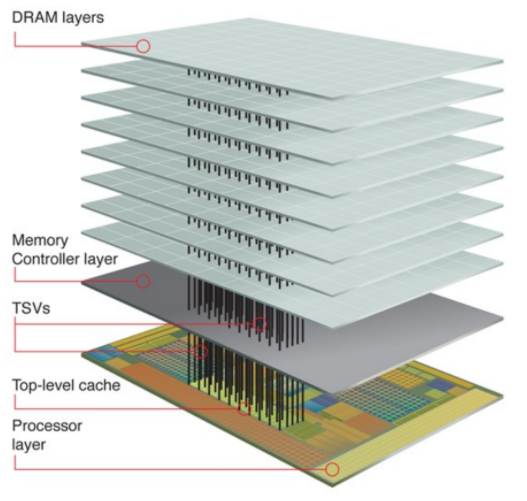 DRAM layers
Memory
Controller layer
TSVs
Top-level cache
Processor
layer